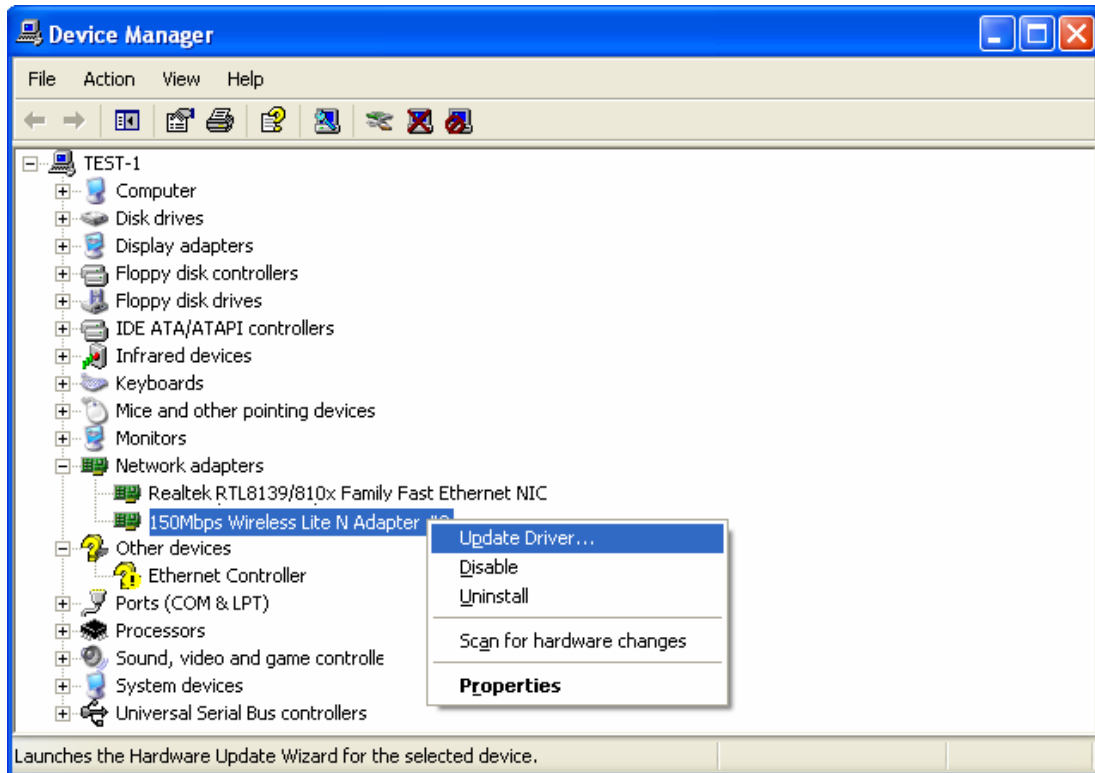 Device Manager
File Action View Help
TEST-1
Computer
Disk drives
Display adapters
Floppy disk controllers
Floppy disk drives
IDE ATA/ATAPI controllers
Infrared devices
Keyboards
Mice and other pointing devices
Monitors
Network adapters
Realtek RTL8139/810x Family Fast Ethernet NIC
150Mbps Wireless Lite N Adapter
Update Driver...
Other devices
Disable
Ethernet Controller
Uninstall
Ports (COM & LPT)
Processors
Scan for hardware changes
Sound, video and game controlle
System devices
Properties
Universal Serial Bus controllers
Launches the Hardware Update Wizard for the selected device.